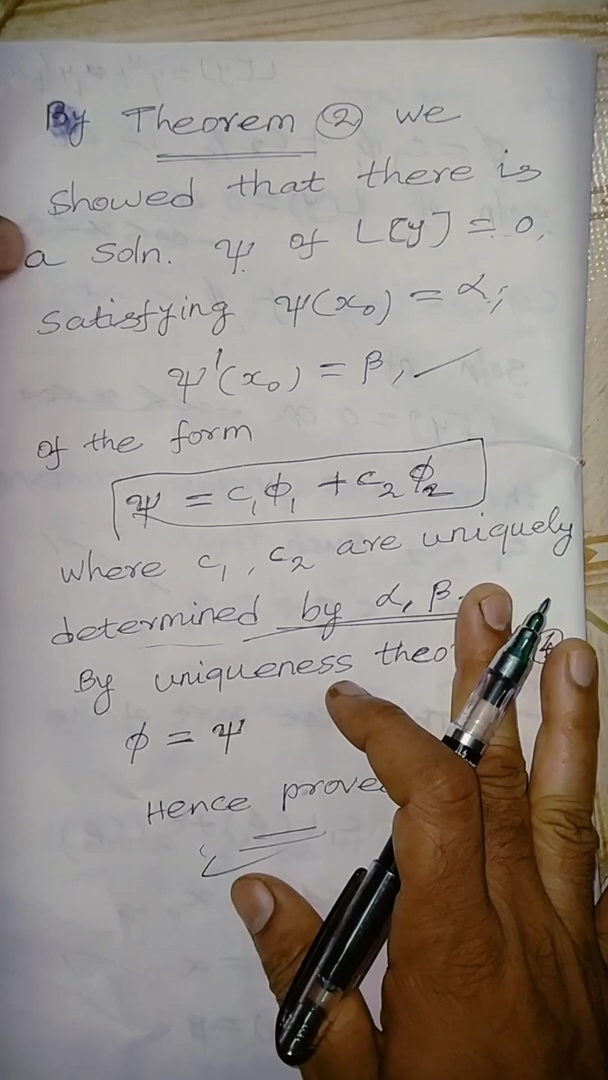 By Theorem ② we
showed that there is
a soln. ψ of L[y] = 0,
satisfying ψ(x₀) = α;
ψ'(x₀) = β,
of the form
ψ = c₁ϕ₁ + c₂ϕ₂
where c₁, c₂ are uniquely
determined by α, β.
By uniqueness theo ④
ϕ = ψ
Hence prove